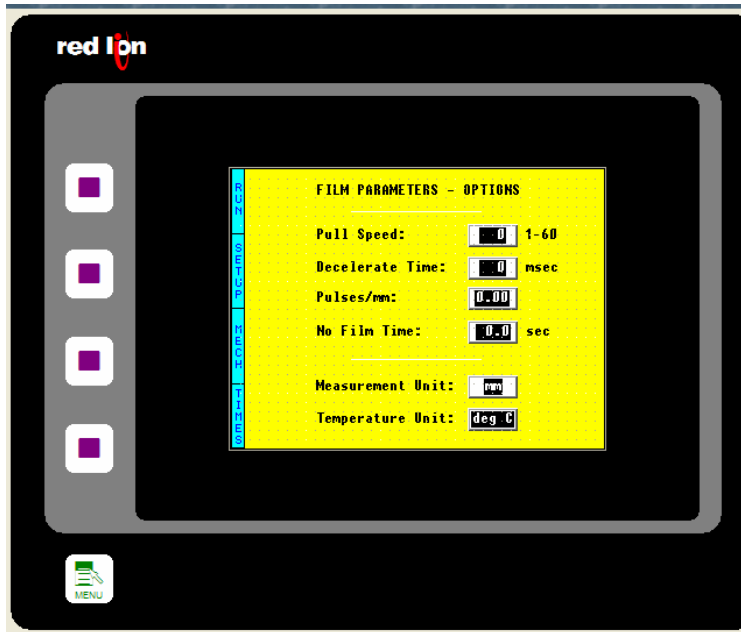 red lion
RUN
SETUP
MECH
TIMES
FILM PARAMETERS - OPTIONS
Pull Speed: 0 1-60
Decelerate Time: 0 msec
Pulses/mm: 0.00
No Film Time: 0.0 sec
Measurement Unit: mm
Temperature Unit: deg C
MENU